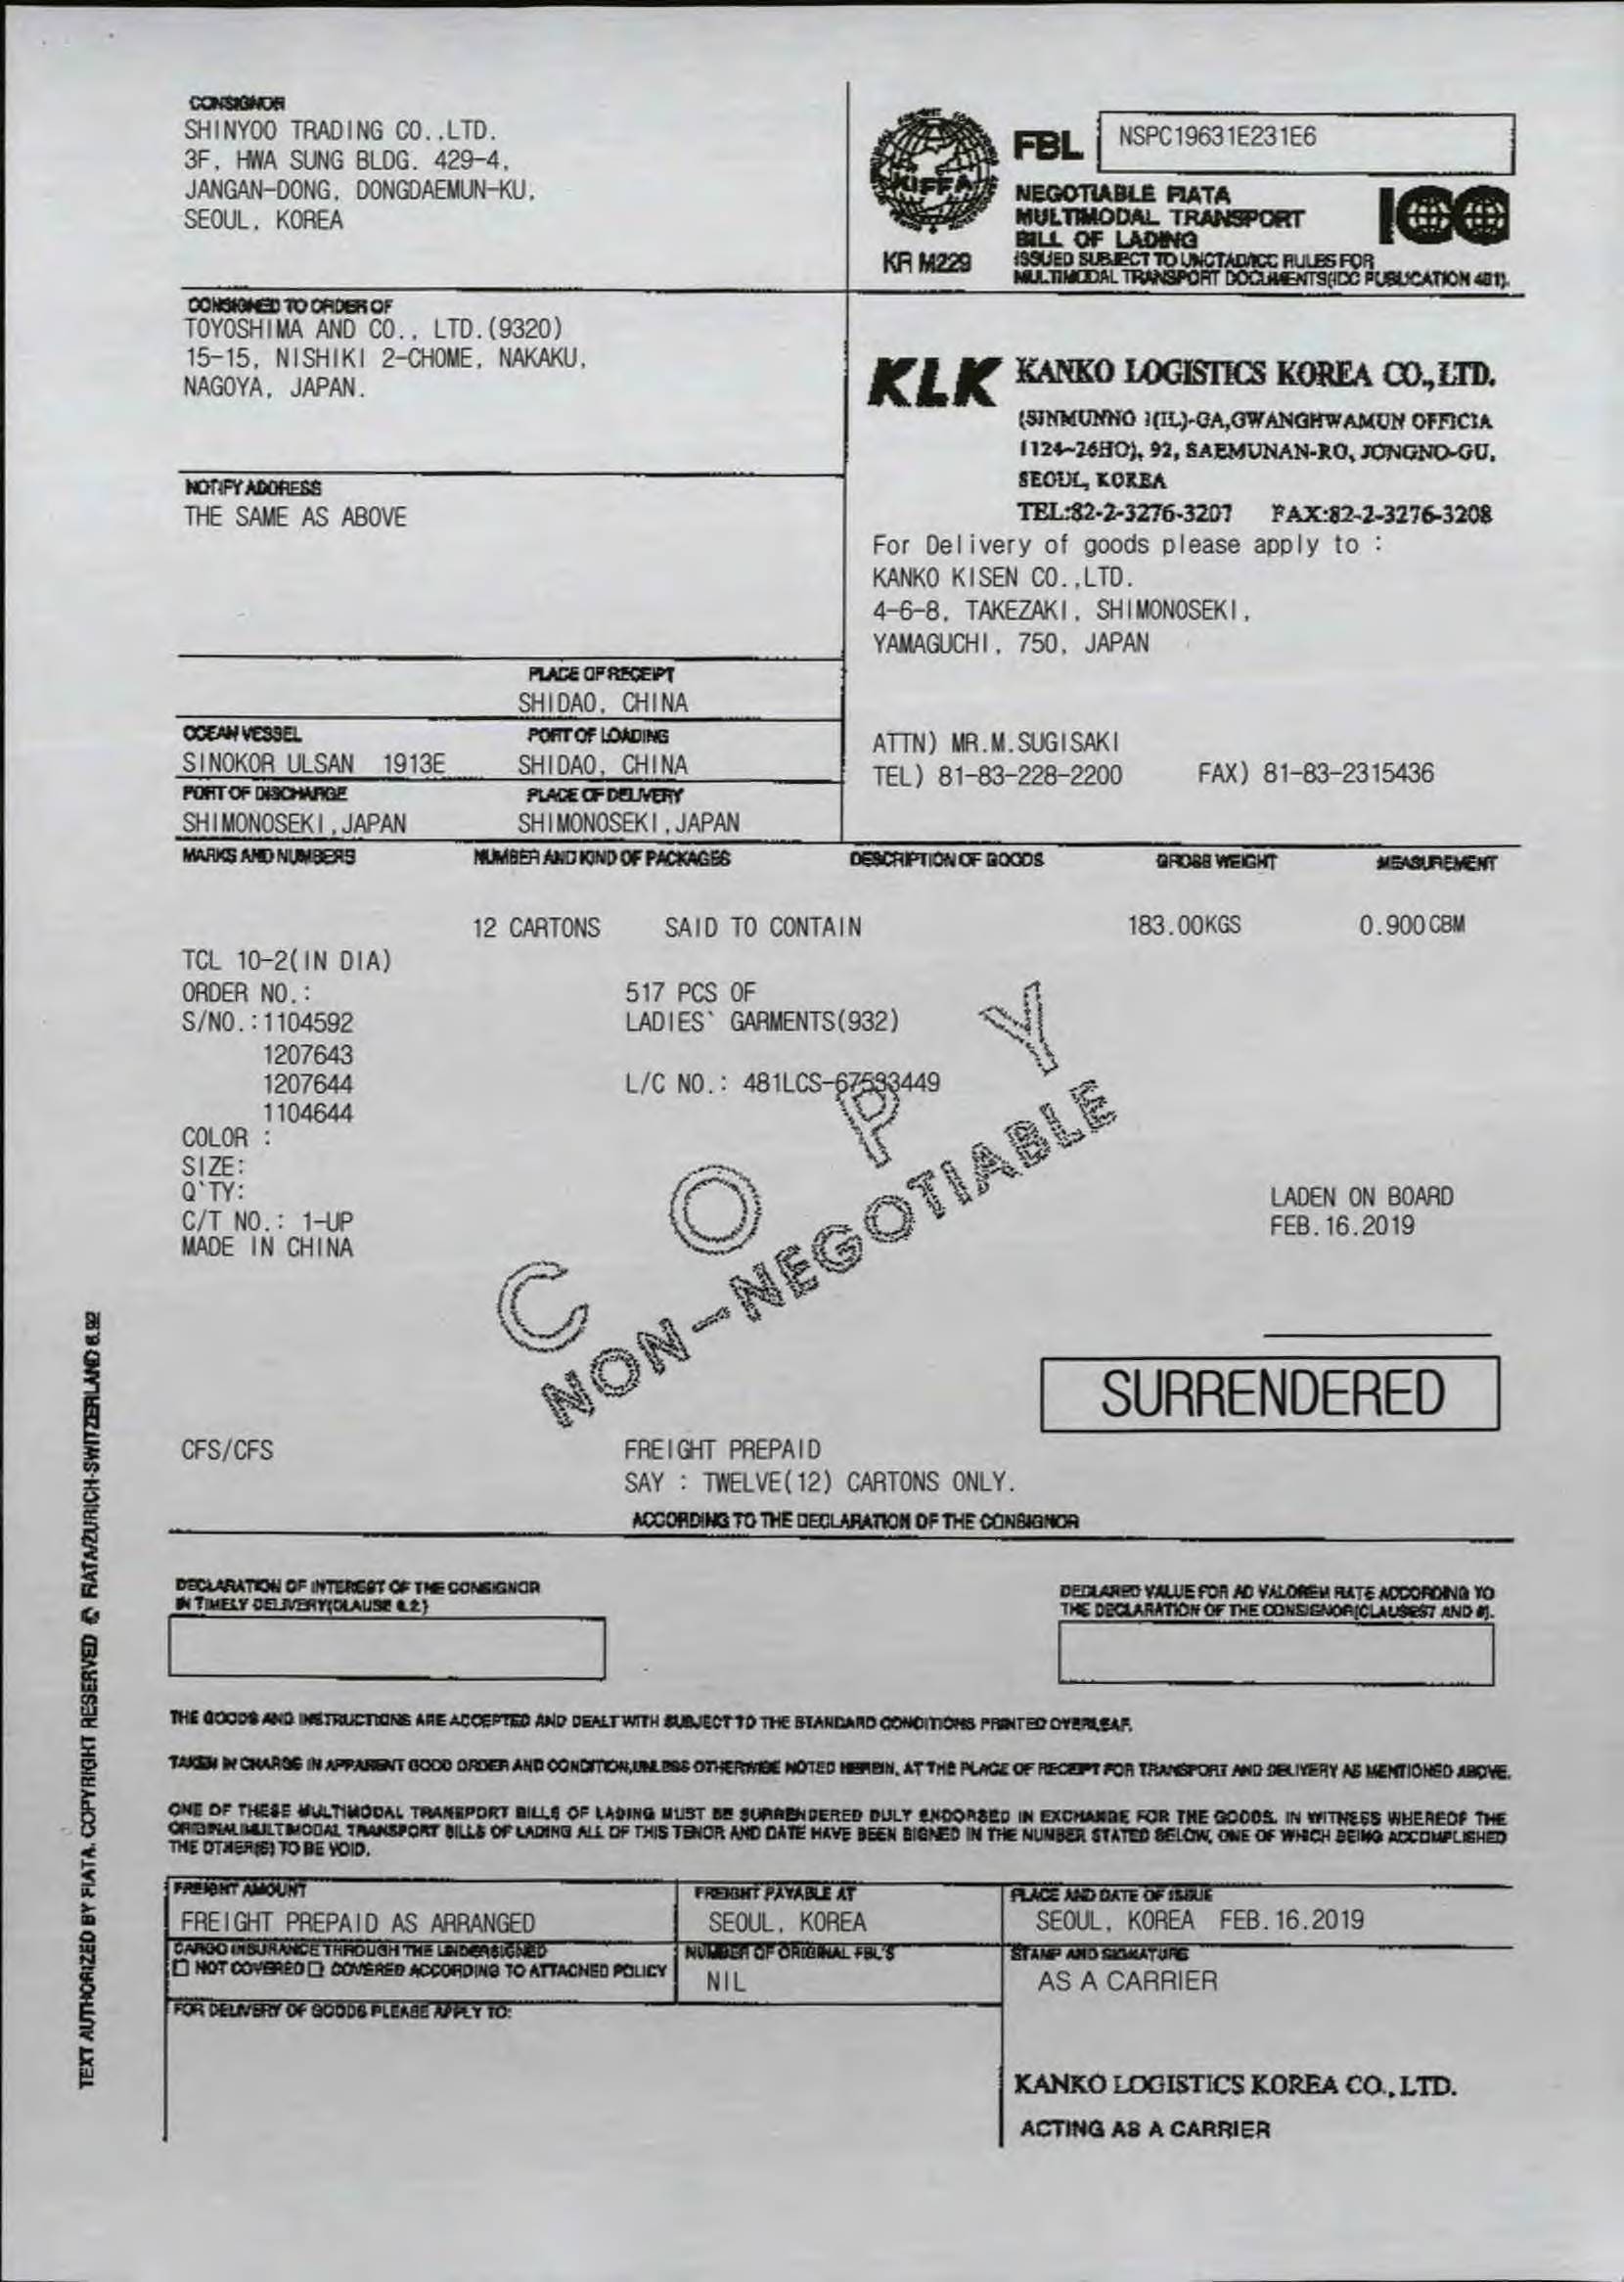 CONSIGNOR
SHINYOO TRADING CO.,LTD.
3F, HWA SUNG BLDG. 429-4,
JANGAN-DONG, DONGDAEMUN-KU,
SEOUL, KOREA
KIFFA
KR M229
FBL
NSPC19631E231E6
NEGOTIABLE FIATA
MULTIMODAL TRANSPORT
BILL OF LADING
ICC
ISSUED SUBJECT TO UNCTAD/ICC RULES FOR
MULTIMODAL TRANSPORT DOCUMENTS(ICC PUBLICATION 481).
CONSIGNED TO ORDER OF
TOYOSHIMA AND CO., LTD.(9320)
15-15, NISHIKI 2-CHOME, NAKAKU,
NAGOYA, JAPAN.
KLK KANKO LOGISTICS KOREA CO.,LTD.
(SINMUNNO 1(IL)-GA,GWANGHWAMUN OFFICIA
1124~26HO), 92, SAEMUNAN-RO, JONGNO-GU,
SEOUL, KOREA
TEL:82-2-3276-3207 FAX:82-2-3276-3208
NOTIFY ADDRESS
THE SAME AS ABOVE
For Delivery of goods please apply to :
KANKO KISEN CO.,LTD.
4-6-8, TAKEZAKI, SHIMONOSEKI,
YAMAGUCHI, 750, JAPAN
ATTN) MR.M.SUGISAKI
TEL) 81-83-228-2200 FAX) 81-83-2315436
PLACE OF RECEIPT
SHIDAO, CHINA
OCEAN VESSEL PORT OF LOADING
SINOKOR ULSAN 1913E SHIDAO, CHINA
PORT OF DISCHARGE PLACE OF DELIVERY
SHIMONOSEKI,JAPAN SHIMONOSEKI,JAPAN
MARKS AND NUMBERS NUMBER AND KIND OF PACKAGES DESCRIPTION OF GOODS GROSS WEIGHT MEASUREMENT
12 CARTONS SAID TO CONTAIN 183.00KGS 0.900CBM
TCL 10-2(IN DIA)
ORDER NO.: 517 PCS OF
S/NO.:1104592 LADIES` GARMENTS(932)
1207643
1207644 L/C NO.: 481LCS-67533449
1104644
COLOR :
SIZE:
Q`TY:
C/T NO.: 1-UP
MADE IN CHINA
COPY
NON-NEGOTIABLE
LADEN ON BOARD
FEB.16.2019
SURRENDERED
CFS/CFS FREIGHT PREPAID
SAY : TWELVE(12) CARTONS ONLY.
ACCORDING TO THE DECLARATION OF THE CONSIGNOR
DECLARATION OF INTEREST OF THE CONSIGNOR
IN TIMELY DELIVERY(CLAUSE 6.2)
DECLARED VALUE FOR AD VALOREM RATE ACCORDING TO
THE DECLARATION OF THE CONSIGNOR(CLAUSES7 AND 8).
THE GOODS AND INSTRUCTIONS ARE ACCEPTED AND DEALT WITH SUBJECT TO THE STANDARD CONDITIONS PRINTED OVERLEAF.
TAKEN IN CHARGE IN APPARENT GOOD ORDER AND CONDITION,UNLESS OTHERWISE NOTED HEREIN, AT THE PLACE OF RECEIPT FOR TRANSPORT AND DELIVERY AS MENTIONED ABOVE.
ONE OF THESE MULTIMODAL TRANSPORT BILLS OF LADING MUST BE SURRENDERED DULY ENDORSED IN EXCHANGE FOR THE GOODS. IN WITNESS WHEREOF THE
ORIGINAL MULTIMODAL TRANSPORT BILLS OF LADING ALL OF THIS TENOR AND DATE HAVE BEEN SIGNED IN THE NUMBER STATED BELOW, ONE OF WHICH BEING ACCOMPLISHED
THE OTHER(S) TO BE VOID.
FREIGHT AMOUNT FREIGHT PAYABLE AT PLACE AND DATE OF ISSUE
FREIGHT PREPAID AS ARRANGED SEOUL, KOREA SEOUL, KOREA FEB.16.2019
CARGO INSURANCE THROUGH THE UNDERSIGNED NUMBER OF ORIGINAL FBL'S STAMP AND SIGNATURE
☐ NOT COVERED ☐ COVERED ACCORDING TO ATTACHED POLICY NIL AS A CARRIER
FOR DELIVERY OF GOODS PLEASE APPLY TO:
KANKO LOGISTICS KOREA CO., LTD.
ACTING AS A CARRIER
TEXT AUTHORIZED BY FIATA. COPYRIGHT RESERVED © FIATA/ZURICH-SWITZERLAND 6.92